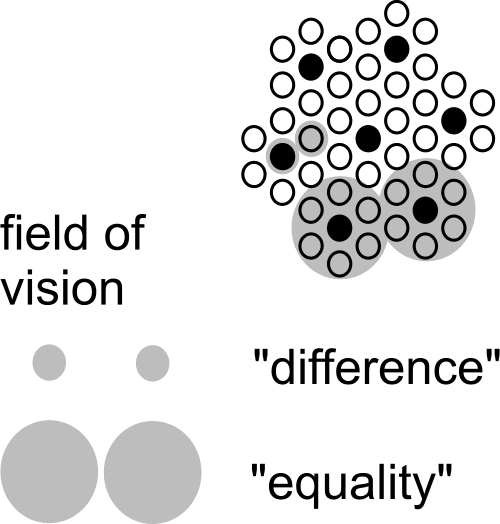 field of
vision
"difference"
"equality"